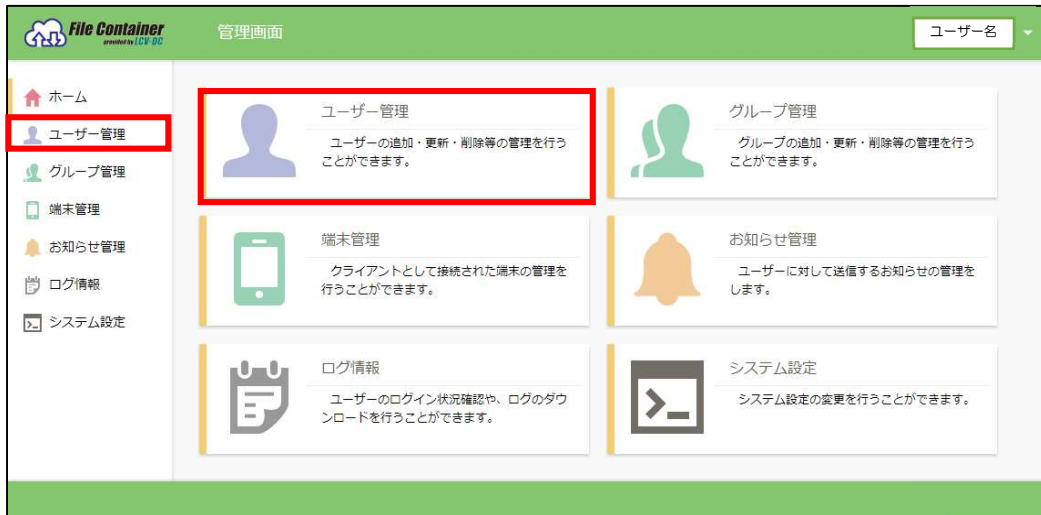 File Container
provided by LCV-DC
管理画面
ユーザー名
ホーム
ユーザー管理
グループ管理
端末管理
お知らせ管理
ログ情報
システム設定
ユーザー管理
ユーザーの追加・更新・削除等の管理を行う
ことができます。
グループ管理
グループの追加・更新・削除等の管理を行う
ことができます。
端末管理
クライアントとして接続された端末の管理を
行うことができます。
お知らせ管理
ユーザーに対して送信するお知らせの管理を
します。
ログ情報
ユーザーのログイン状況確認や、ログのダウ
ンロードを行うことができます。
システム設定
システム設定の変更を行うことができます。